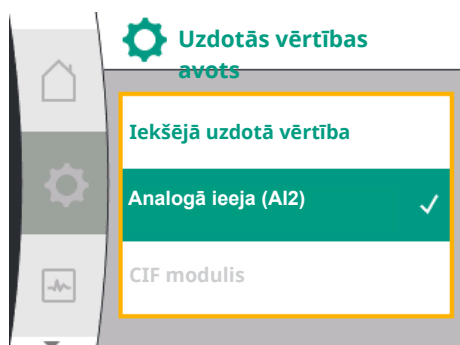 Uzdotās vērtības
avots
Iekšējā uzdotā vērtība
Analogā ieeja (AI2)
CIF modulis